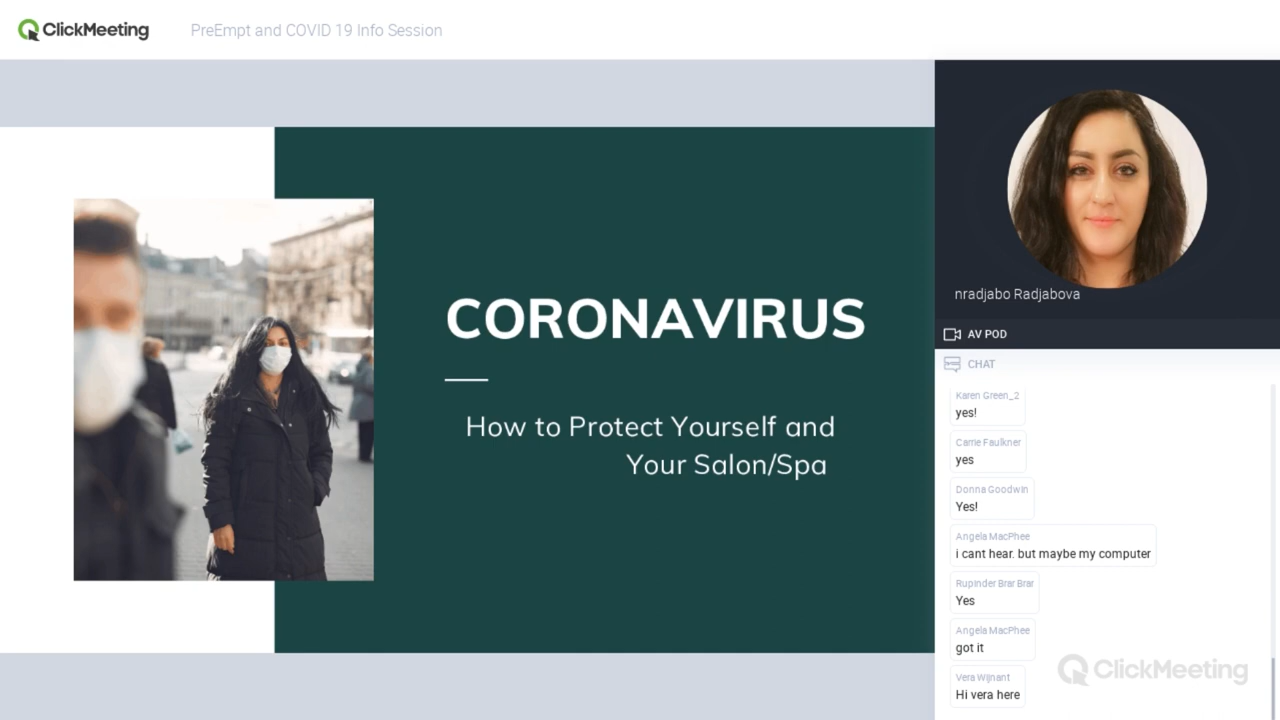 ClickMeeting
PreEmpt and COVID 19 Info Session
CORONAVIRUS
How to Protect Yourself and
Your Salon/Spa
nradjabo Radjabova
AV POD
CHAT
Karen Green_2
yes!
Carrie Faulkner
yes
Donna Goodwin
Yes!
Angela MacPhee
i cant hear. but maybe my computer
Rupinder Brar Brar
Yes
Angela MacPhee
got it
Vera Wijnant
Hi vera here
ClickMeeting